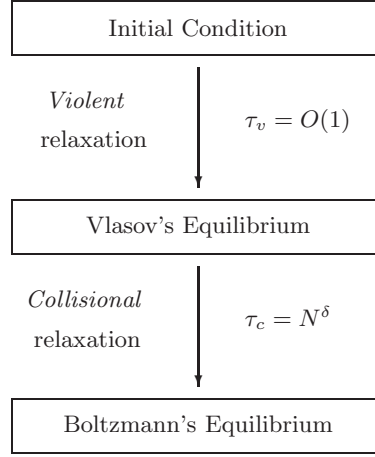 Initial Condition
Violent
relaxation
τ_v = O(1)
Vlasov's Equilibrium
Collisional
relaxation
τ_c = N^δ
Boltzmann's Equilibrium